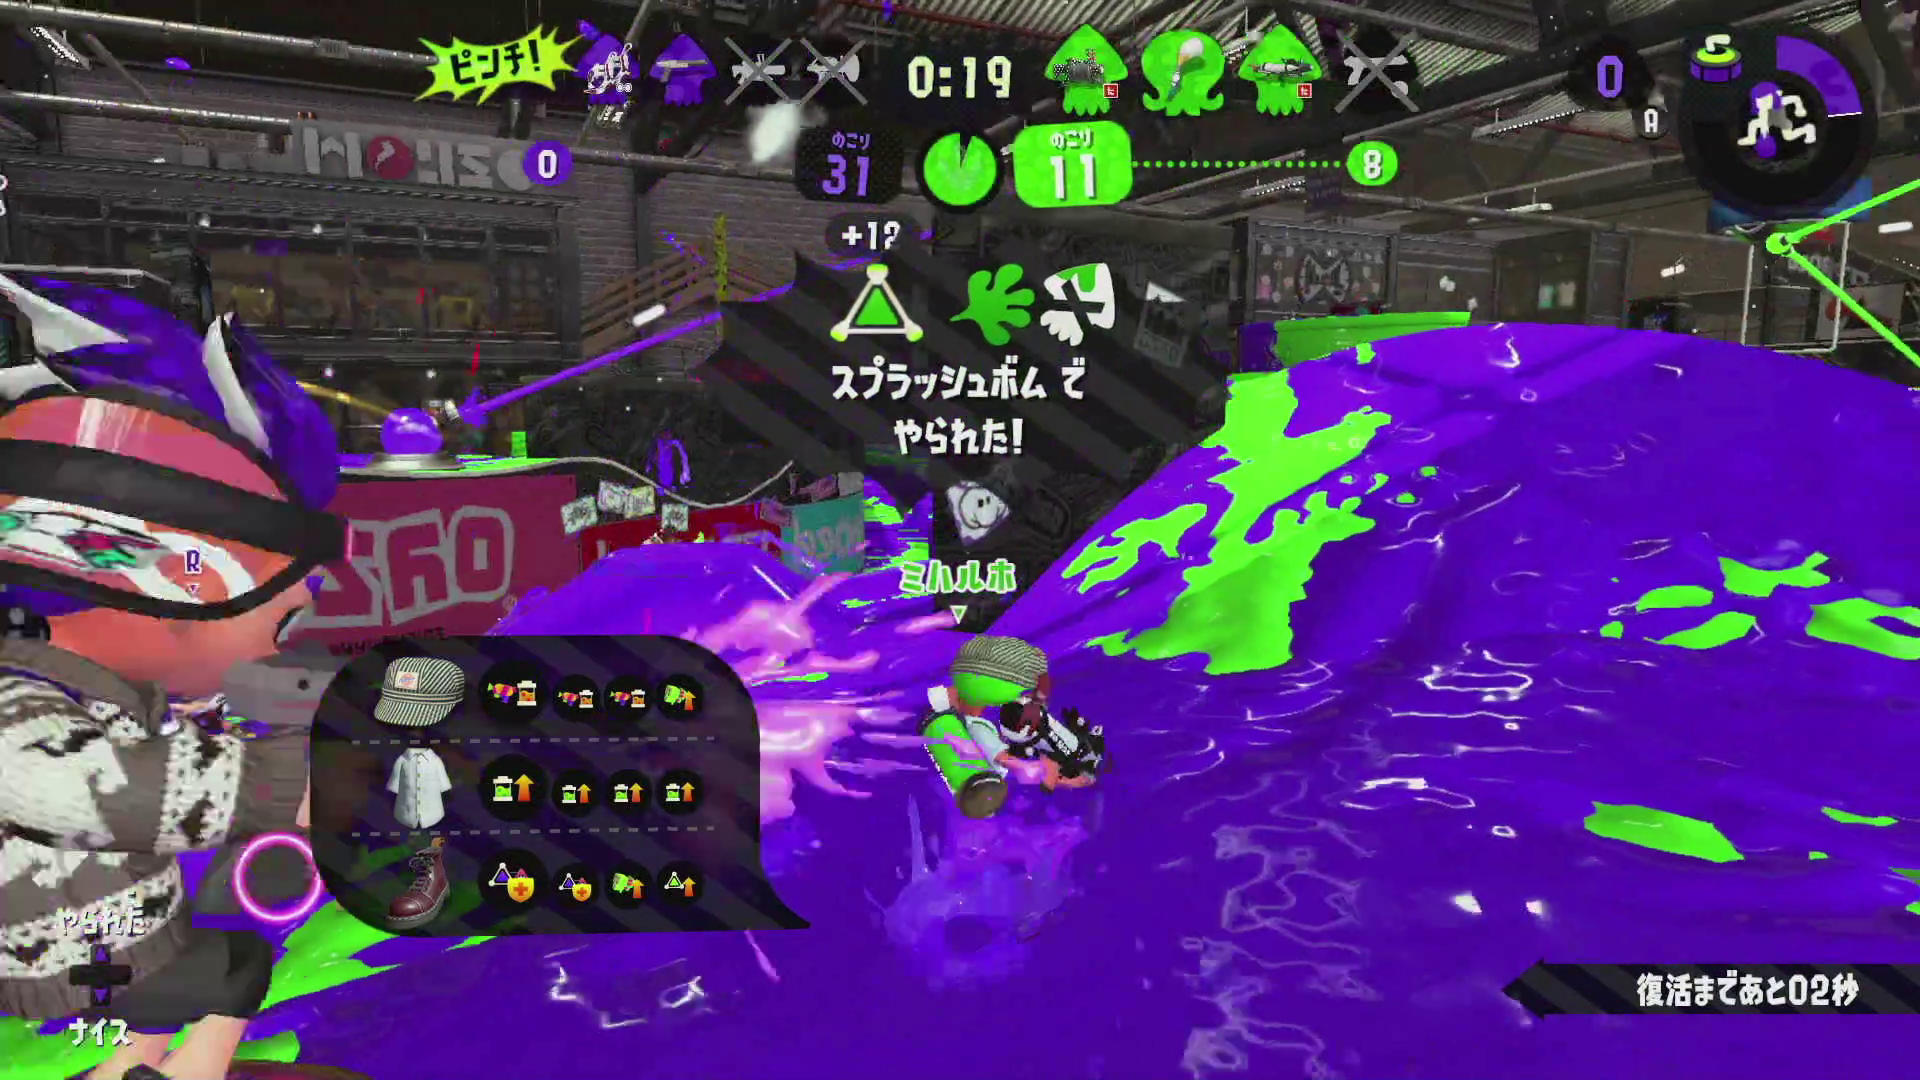 ピンチ!
0:19
0
A
0
のこり
31
のこり
11
8
+12
スプラッシュボム で
やられた!
ミハルホ
R
やられた
ナイス
復活まであと02秒